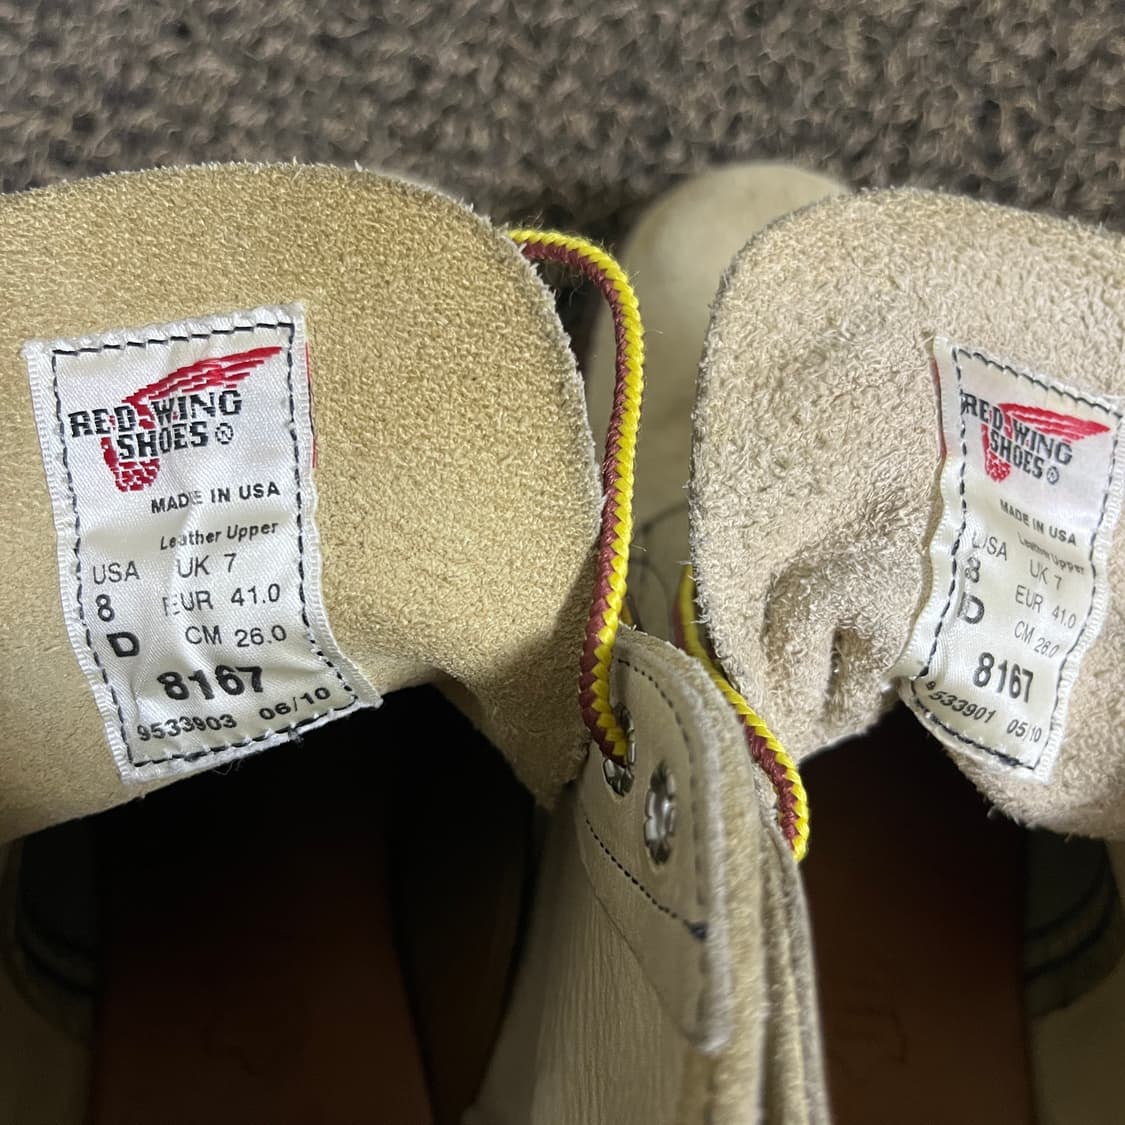 RED WING
SHOES®
MADE IN USA
Leather Upper
USA UK 7
8 EUR 41.0
D CM 26.0
8167
9533903 06/10
RED WING
SHOES®
MADE IN USA
Leather Upper
USA UK 7
8 EUR 41.0
D CM 26.0
8167
9533901 05/10